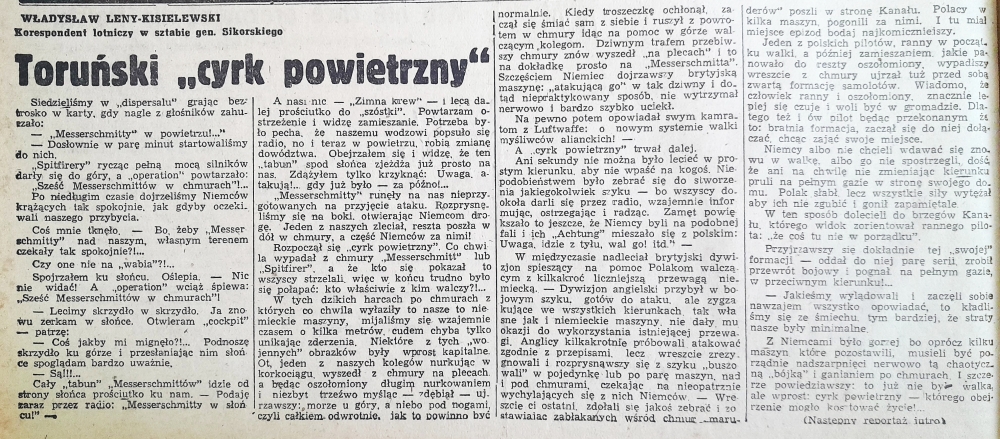 WŁADYSŁAW LENY-KISIELEWSKI
Korespondent lotniczy w sztabie gen. Sikorskiego
Toruński „cyrk powietrzny"
Siedzieliśmy w „dispersalu" grając bez-
trosko w karty, gdy nagle z głośników zahu-
czało:
— „Messerschmitty w powietrzu!..."
— Dosłownie w parę minut startowaliśmy
do nich.
„Spitfirery" rycząc pełną mocą silników
darły się do góry, a „operation" powtarzało:
„Sześć Messerschmittów w chmurach"!...
Po niedługim czasie dojrzeliśmy Niemców
krążących tak spokojnie, jak gdyby oczeki-
wali naszego przybycia.
Coś mnie tknęło. — Bo, żeby „Messer
schmitty" nad naszym, własnym terenem
czekały tak spokojnie?!...
Czy one nie na „wabia"?!...
Spojrzałem ku słońcu. Oślepia. — Nic
nie widać! A „operation" wciąż śpiewa:
„Sześć Messerschmittów w chmurach"!
— Lecimy skrzydło w skrzydło. Ja zno-
wu zerkam w słońce. Otwieram „cockpit"
— patrzę:
— Coś jakby mi mignęło?!... Podnoszę
skrzydło ku górze i przesłaniając nim słoń-
ce spoglądam bardzo uważnie.
— Są!!!...
Cały „tabun" „Messerschmittów" idzie od
strony słońca prościutko ku nam. — Podaję
zaraz przez radio: „Messerschmitty w słoń
cu!" —
A nasi nic — „Zimna krew" — i lecą da-
lej prościutko do „szóstki". Powtarzam o-
strzeżenie i widzę zamieszanie. Potrzeba by-
ło pecha, że naszemu wodzowi popsuło się
radio, no i teraz w powietrzu, robią zmianę
dowództwa. Obejrzałem się i widzę, że ten
„tabun" spod słońca zjeżdża już prosto na
nas. Zdążyłem tylko krzyknąć: Uwaga, a-
takują!... gdy już było — za późno!...
„Messerschmitty" runęły na nas nieprzy-
gotowanych na przyjęcie ataku. Rozprysnę-
liśmy się na boki, otwierając Niemcom dro-
gę. Jeden z naszych zleciał, reszta poszła w
dół w chmury, a część Niemców za nimi!
Rozpoczął się „cyrk powietrzny". Co chwi
la wypadał z chmury „Messerschmitt" lub
„Spitfirer", a że kto się pokazał to
wszyscy strzelali, więc w końcu trudno było
się połapać: kto właściwie z kim walczy?!...
W tych dzikich harcach po chmurach z
których co chwila wyłaziły to nasze to nie-
mieckie maszyny, mijaliśmy się wzajemnie
czasem o kilka metrów, cudem chyba tylko
unikając zderzenia. Niektóre z tych „wo-
jennych" obrazków były wprost kapitalne.
Ot, jeden z naszych kolegów nurkując w
korkociąg, wyszedł z chmury na plecach,
a będąc oszołomiony długim nurkowaniem
i niezbyt trzeźwo myśląc — zdębiał — uj-
rzawszy: morze u góry, a niebo pod nogami,
czyli całkiem odwrotnie, jak to powinno być
normalnie. Kiedy troszeczkę ochłonął, za-
czął się śmiać sam z siebie i ruszył z powro-
tem w chmury idąc na pomoc w górze wal-
czącym kolegom. Dziwnym trafem przebiw-
szy chmury znów wyszedł „na plecach" i to
na dokładkę prosto na „Messerschmitta".
Szczęściem Niemiec dojrzawszy brytyjską
maszynę: „atakującą go" w tak dziwny i do-
tąd niepraktykowany sposób, nie wytrzymał
nerwowo i bardzo szybko uciekł.
Na pewno potem opowiadał swym kamra-
tom z Luftwaffe: o nowym systemie walki
myśliwców alianckich!
A „cyrk powietrzny" trwał dalej.
Ani sekundy nie można było lecieć w pro-
stym kierunku, aby nie wpaść na kogoś. Nie-
podobieństwem było zebrać się do stworze-
nia jakiegokolwiek szyku — bo wszyscy do-
okoła darli się przez radio, wzajemnie infor-
mując, ostrzegając i radząc. Zamęt powię-
kszało to jeszcze, że Niemcy byli na podobnej
fali i ich „Achtung" mieszało się z polskim:
Uwaga, idzie z tyłu, wal go! itd." —
W międzyczasie nadleciał brytyjski dywiz-
jon spiesząc na pomoc Polakom walczą-
cym z kilkakroć liczniejszą przewagą nie-
miecką. — Dywizjon angielski przybył w bo-
jowym szyku, gotów do ataku, ale zygza
kujące we wszystkich kierunkach, tak wła
sne jak i niemieckie maszyny, nie dały mu
okazji do wykorzystania istniejącej przewa-
gi. Anglicy kilkakrotnie próbowali atakować
zgodnie z przepisami, lecz wreszcie zrezy-
gnowali i rozprysnąwszy się z szyku „buszo-
wali" w pojedynkę lub po parę maszyn, nad
i pod chmurami, czekając na nieopatrznie
wychylających się z nich Niemców. — Wre-
szcie ci ostatni, zdołali się jakoś zebrać i zo-
stawiając zabłąkanych wśród chmur „maru-
derów" poszli w stronę Kanału. Polacy w
kilka maszyn, pogonili za nimi. I tu miał
miejsce epizod bodaj najkomiczniejszy.
Jeden z polskich pilotów, ranny w począt-
ku walki, a później zamieszaniem, jakie pa-
nowało do reszty oszołomiony, wypadłszy
wreszcie z chmury ujrzał tuż przed sobą
zwartą formację samolotów. Wiadomo, że
człowiek ranny i oszołomiony, znacznie le-
piej się czuje i woli być w gromadzie. Dla-
tego też i ów pilot będąc przekonanym że
to: bratnia formacja, zaczął się do niej dołą-
czać, chcąc zająć swoje miejsce.
Niemcy albo nie chcieli wdawać się zno-
wu w walkę, albo go nie spostrzegli, dość,
że ani na chwilę nie zmieniając kierunku
pruli na pełnym gazie w stronę swojego do-
mu. Polak słabł, lecz wszystkie siły wytężał
aby ich nie zgubić i gonił zapamiętale.
W ten sposób dolecieli do brzegów Kana-
łu, którego widok zorientował rannego pilo-
ta: „że coś tu nie w porządku".
Przyjrzawszy się dokładnie tej „swojej"
formacji — oddał do niej parę serii, zrobił
przewrót bojowy i pognał, na pełnym gazie,
w przeciwnym kierunku!...
— Jakieśmy wylądowali i zaczęli sobie
nawzajem wszystko opowiadać, to kładli-
śmy się ze śmiechu, tym bardziej, że straty
nasze były minimalne.
Z Niemcami było gorzej bo oprócz kilku
maszyn, które pozostawili, musieli być po-
rządnie nadszarpnięci nerwowo tą chaotycz-
ną „bójką" i ganianiem po chmurach. I szcze-
rze powiedziawszy: to już nie była walka,
ale wprost: cyrk powietrzny — którego obej-
rzenie mogło kosztować życie!...
(Następny reportaż jutro)